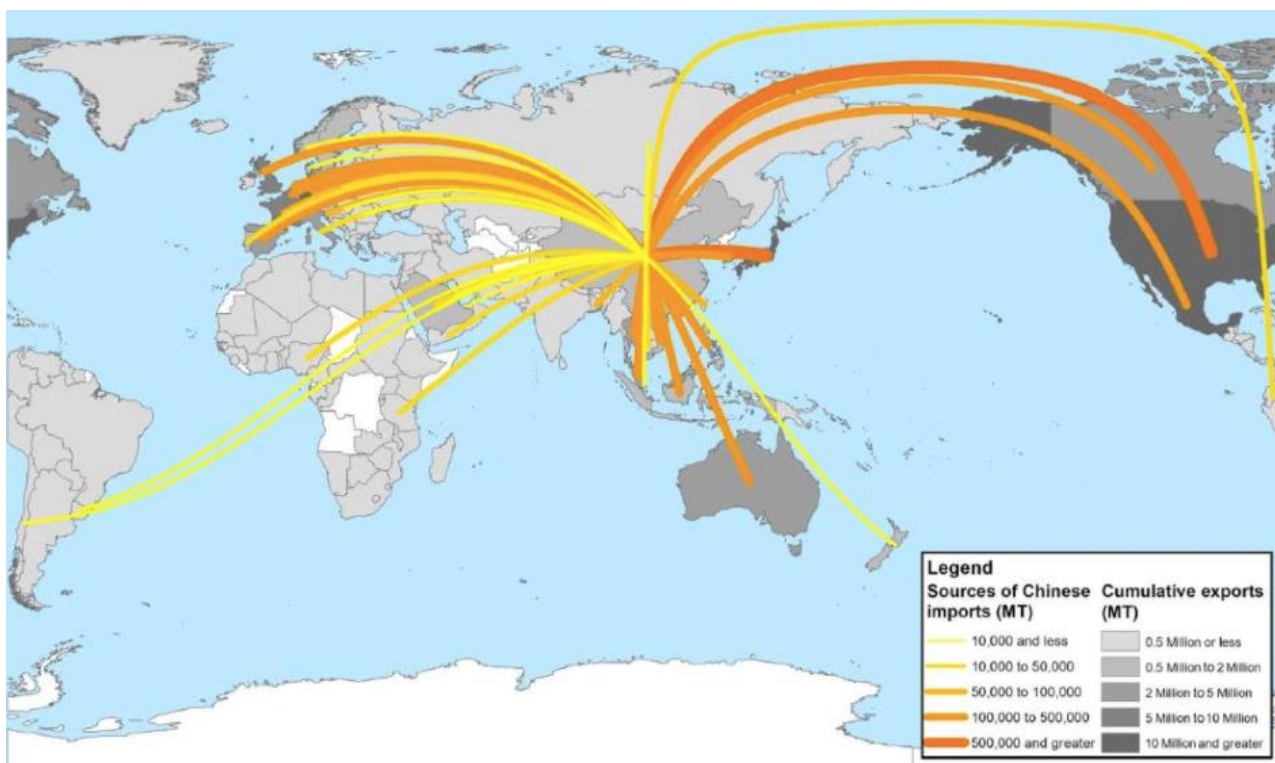 Legend
Sources of Chinese imports (MT)
10,000 and less
10,000 to 50,000
50,000 to 100,000
100,000 to 500,000
500,000 and greater
Cumulative exports (MT)
0.5 Million or less
0.5 Million to 2 Million
2 Million to 5 Million
5 Million to 10 Million
10 Million and greater